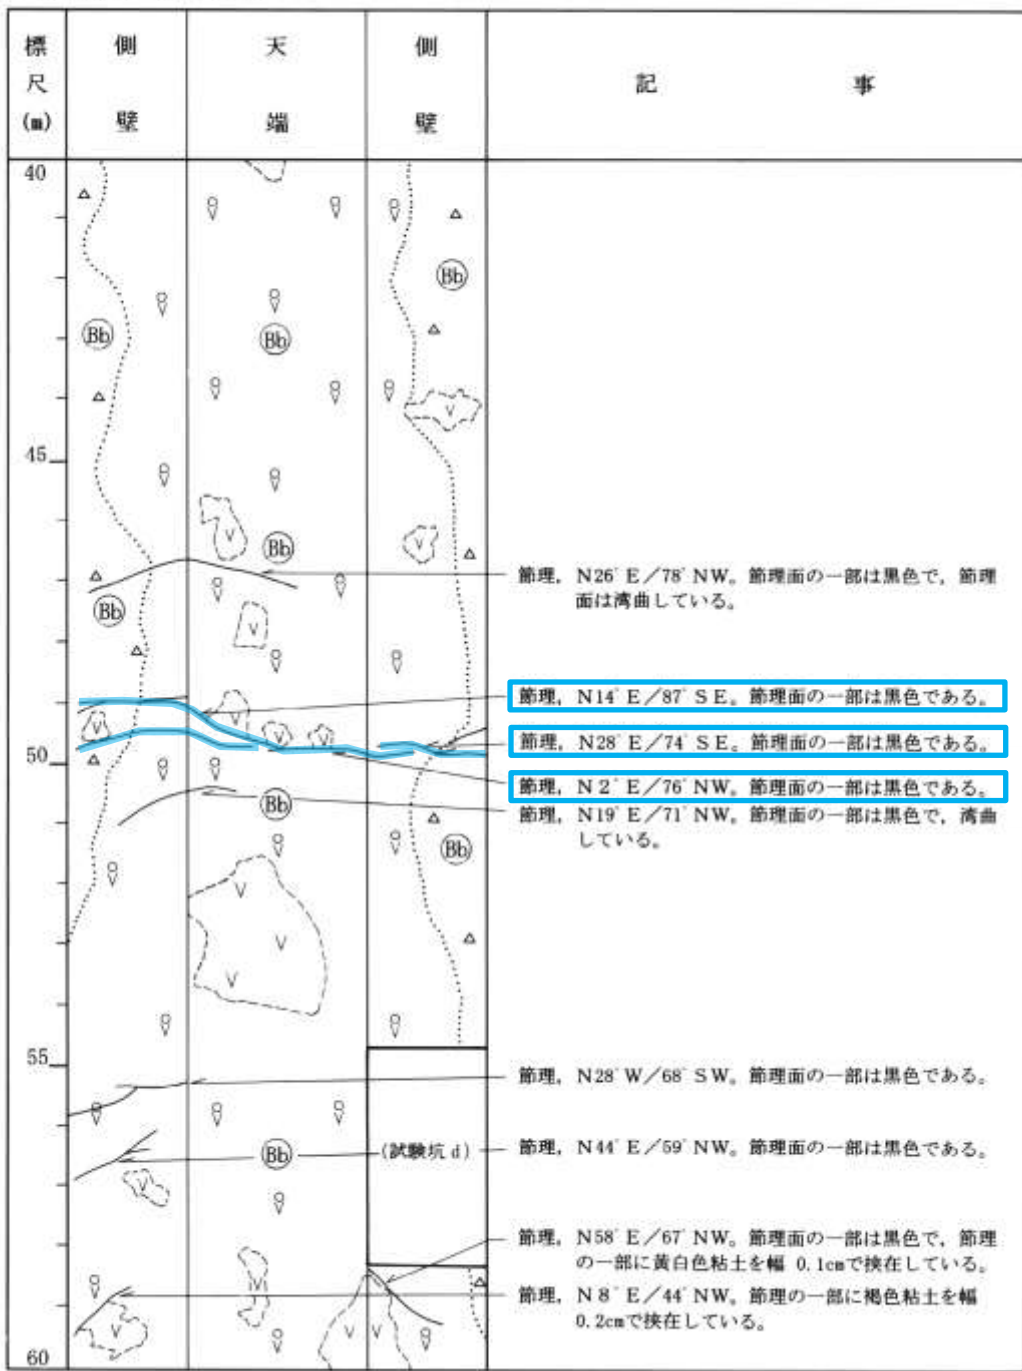 標尺(m)
側壁
天端
側壁
記事
40
45
50
55
60
Bb
Bb
Bb
Bb
Bb
Bb
Bb
Bb
(試験坑 d)
節理, N26°E/78°NW。節理面の一部は黒色で, 節理
面は湾曲している。
節理, N14°E/87°SE。節理面の一部は黒色である。
節理, N28°E/74°SE。節理面の一部は黒色である。
節理, N2°E/76°NW。節理面の一部は黒色である。
節理, N19°E/71°NW。節理面の一部は黒色で, 湾曲
している。
節理, N28°W/68°SW。節理面の一部は黒色である。
節理, N44°E/59°NW。節理面の一部は黒色である。
節理, N58°E/67°NW。節理面の一部は黒色で, 節理
の一部に黄白色粘土を幅 0.1cmで挟在している。
節理, N8°E/44°NW。節理の一部に褐色粘土を幅
0.2cmで挟在している。